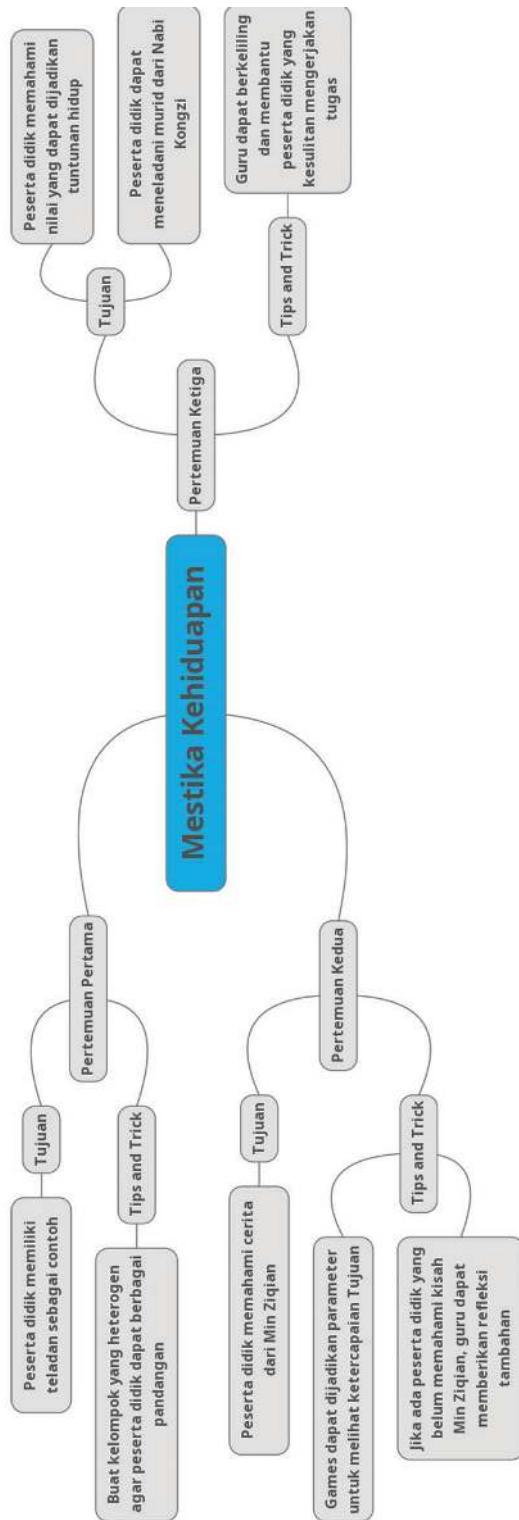 Mestika Kehiduapan
Pertemuan Pertama
Tujuan
Peserta didik memiliki
teladan sebagai contoh
Tips and Trick
Buat kelompok yang heterogen
agar peserta didik dapat berbagai
pandangan
Pertemuan Kedua
Tujuan
Peserta didik memahami cerita
dari Min Ziqian
Tips and Trick
Games dapat dijadikan parameter
untuk melihat ketercapaian Tujuan
Jika ada peserta didik yang
belum memahami kisah
Min Ziqian, guru dapat
memberikan refleksi
tambahan
Pertemuan Ketiga
Tujuan
Peserta didik memahami
nilai yang dapat dijadikan
tuntunan hidup
Peserta didik dapat
meneladani murid dari Nabi
Kongzi
Tips and Trick
Guru dapat berkeliling
dan membantu
peserta didik yang
kesulitan mengerjakan
tugas